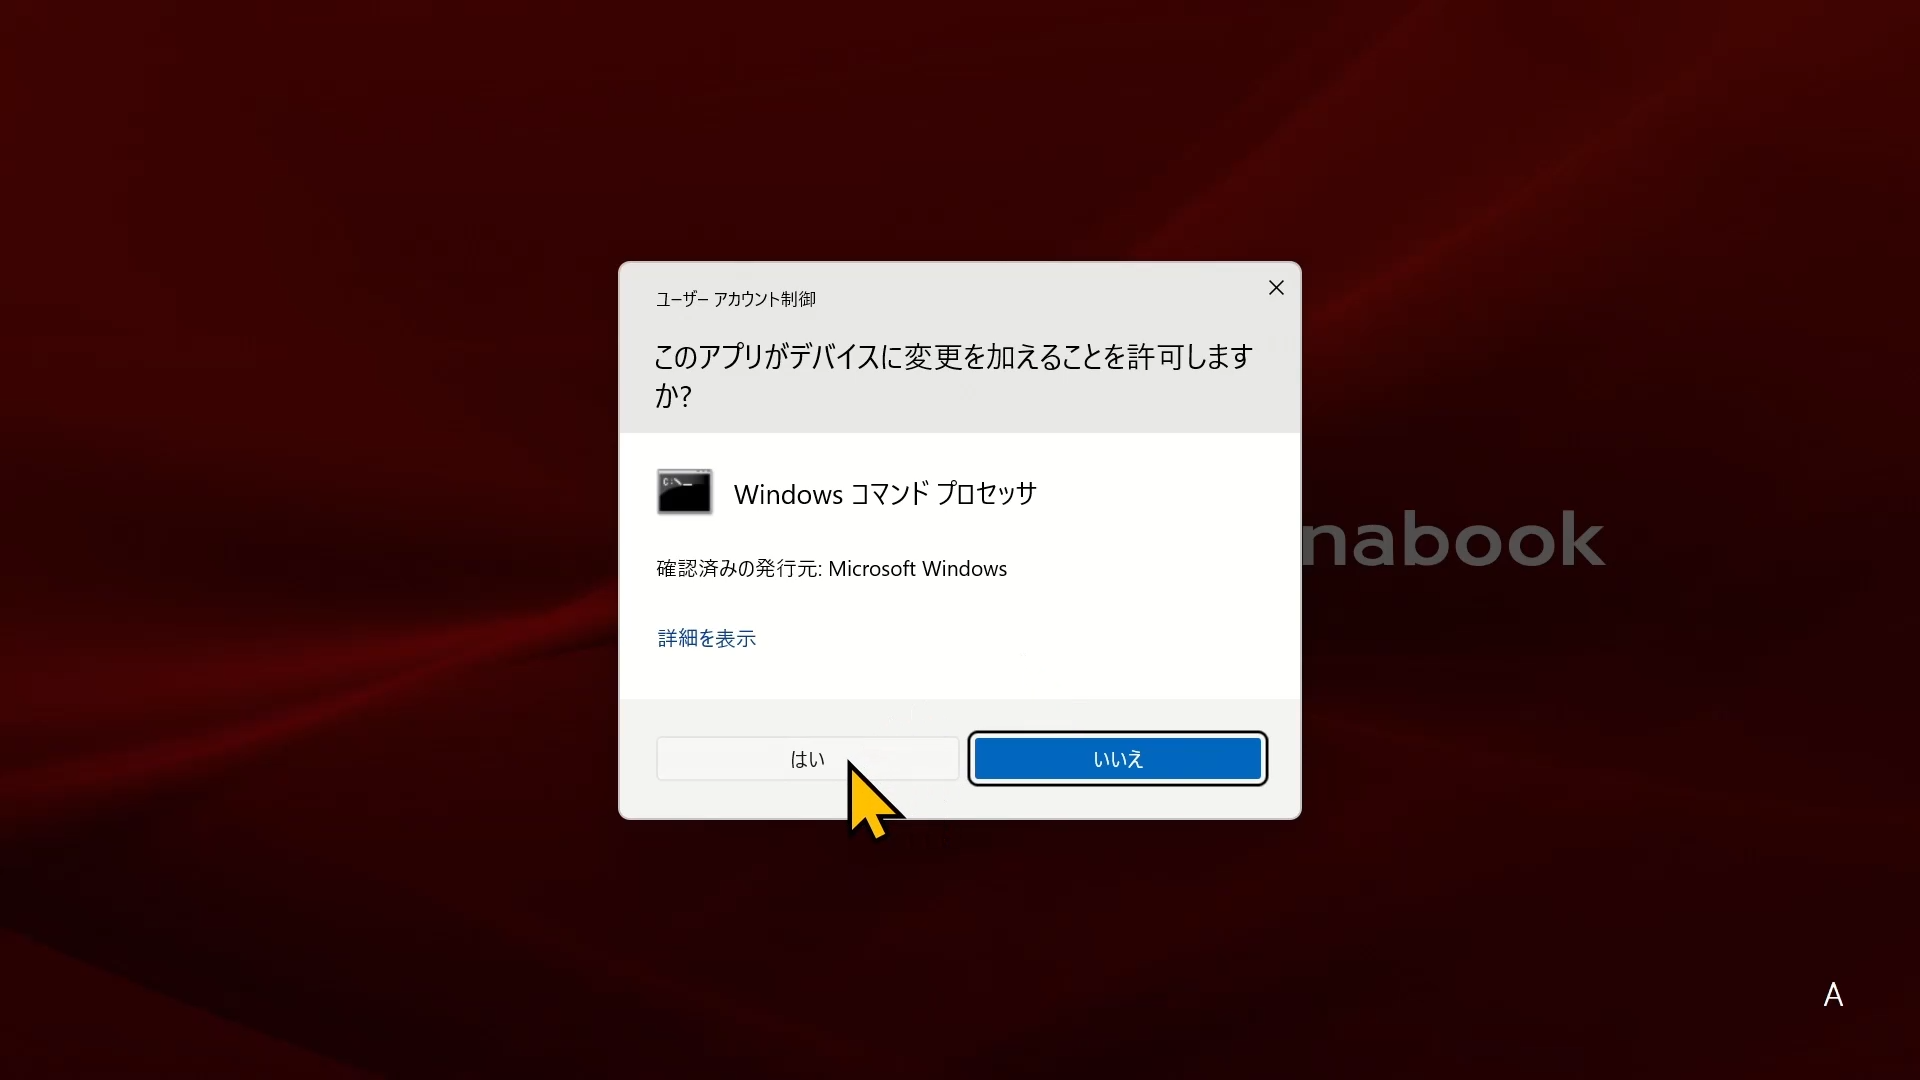 ユーザー アカウント制御
このアプリがデバイスに変更を加えることを許可します
か?
C:\_
Windows コマンド プロセッサ
nabook
確認済みの発行元: Microsoft Windows
詳細を表示
はい
いいえ
A